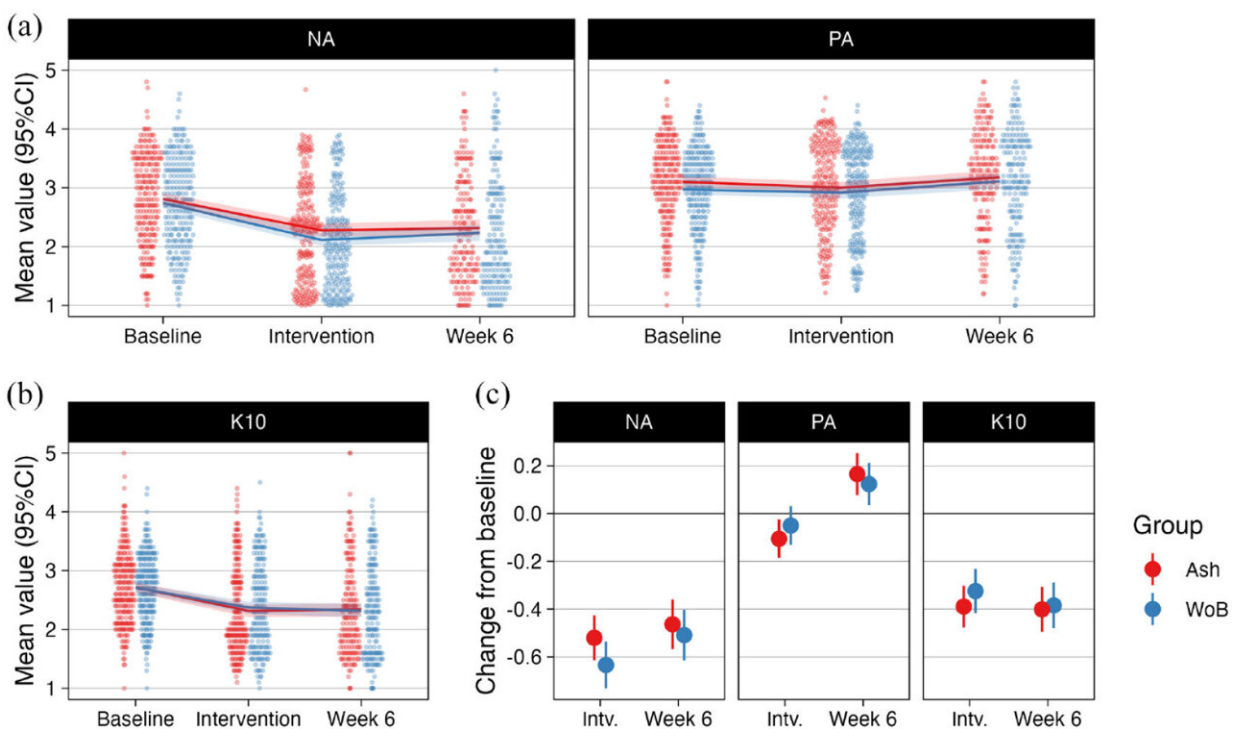 (a)
NA PA
Mean value (95%CI)
5
4
3
2
1
Baseline Intervention Week 6 Baseline Intervention Week 6
(b)
K10
Mean value (95%CI)
5
4
3
2
1
Baseline Intervention Week 6
(c)
NA PA K10
Change from baseline
0.2
0.0
-0.2
-0.4
-0.6
Intv. Week 6 Intv. Week 6 Intv. Week 6
Group
Ash
WoB